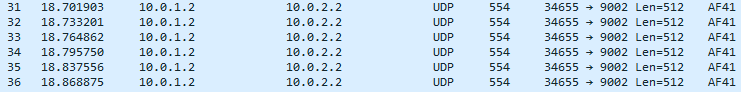 31 18.701903 10.0.1.2 10.0.2.2 UDP 554 34655 → 9002 Len=512 AF41
32 18.733201 10.0.1.2 10.0.2.2 UDP 554 34655 → 9002 Len=512 AF41
33 18.764862 10.0.1.2 10.0.2.2 UDP 554 34655 → 9002 Len=512 AF41
34 18.795750 10.0.1.2 10.0.2.2 UDP 554 34655 → 9002 Len=512 AF41
35 18.837556 10.0.1.2 10.0.2.2 UDP 554 34655 → 9002 Len=512 AF41
36 18.868875 10.0.1.2 10.0.2.2 UDP 554 34655 → 9002 Len=512 AF41